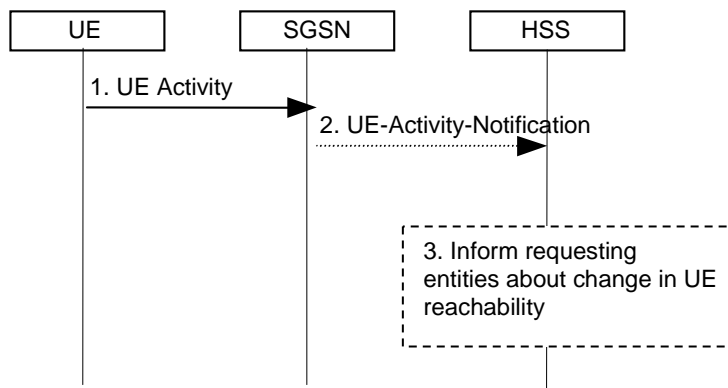 UE
SGSN
HSS
1. UE Activity
2. UE-Activity-Notification
3. Inform requesting
entities about change in UE
reachability